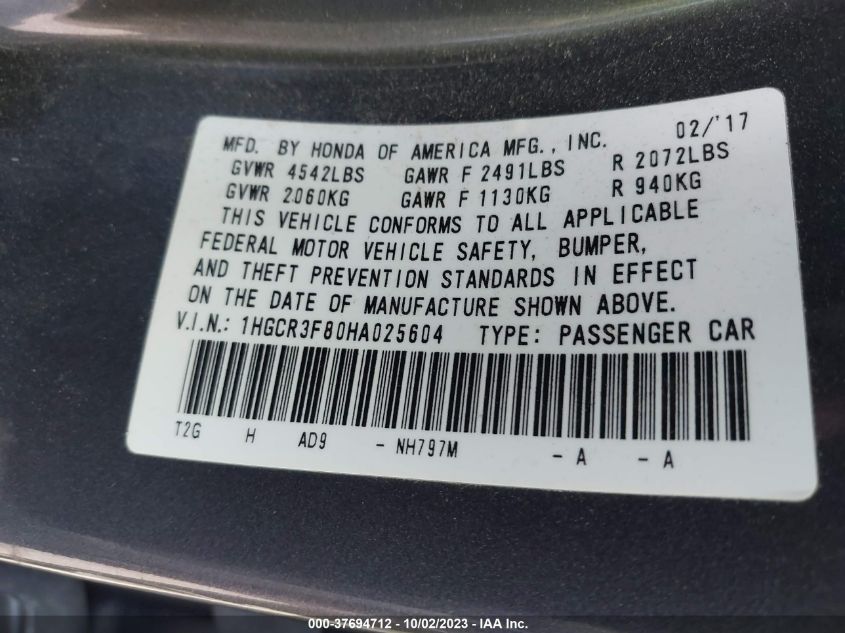 MFD. BY HONDA OF AMERICA MFG., INC. 02/'17
GVWR 4542LBS GAWR F 2491LBS R 2072LBS
GVWR 2060KG GAWR F 1130KG R 940KG
THIS VEHICLE CONFORMS TO ALL APPLICABLE
FEDERAL MOTOR VEHICLE SAFETY, BUMPER,
AND THEFT PREVENTION STANDARDS IN EFFECT
ON THE DATE OF MANUFACTURE SHOWN ABOVE.
V.I.N.: 1HGCR3F80HA025604 TYPE: PASSENGER CAR
T2G H AD9 - NH797M - A - A
000-37694712 - 10/02/2023 - IAA Inc.